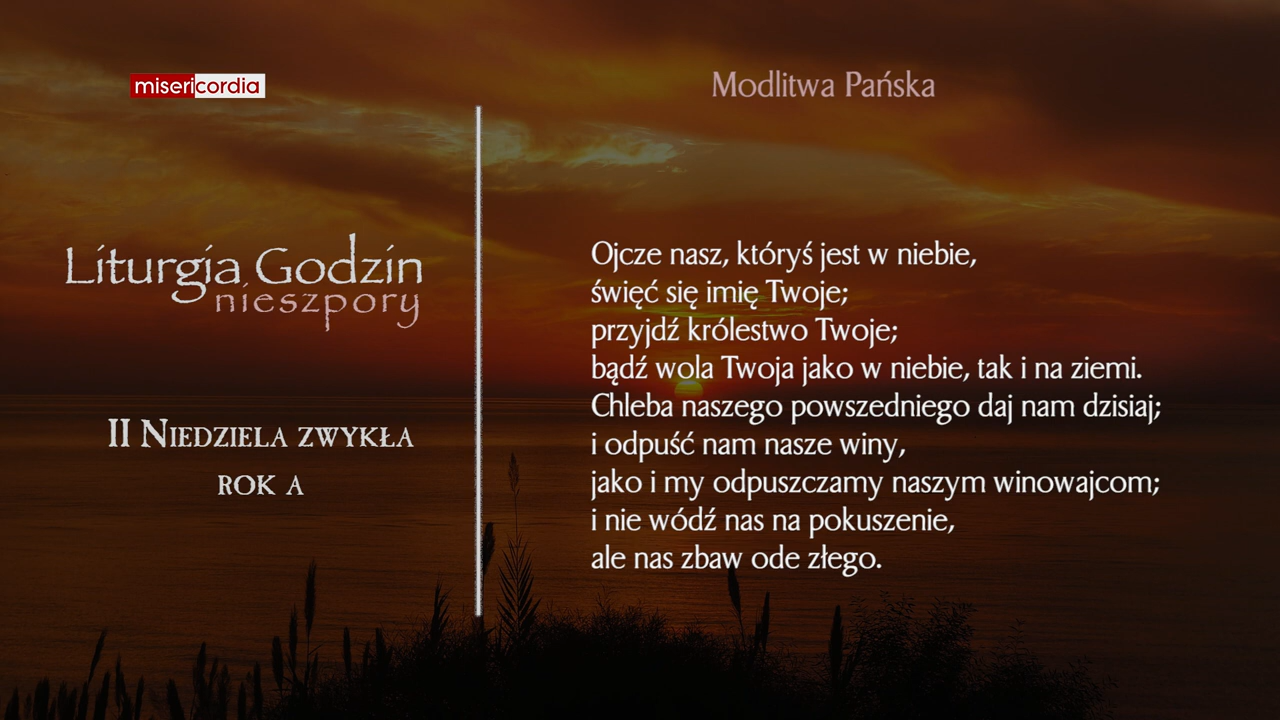 misericordia
Liturgia Godzin
nieszpory
II Niedziela zwykła
rok a
Modlitwa Pańska
Ojcze nasz, któryś jest w niebie,
święć się imię Twoje;
przyjdź królestwo Twoje;
bądź wola Twoja jako w niebie, tak i na ziemi.
Chleba naszego powszedniego daj nam dzisiaj;
i odpuść nam nasze winy,
jako i my odpuszczamy naszym winowajcom;
i nie wódź nas na pokuszenie,
ale nas zbaw ode złego.